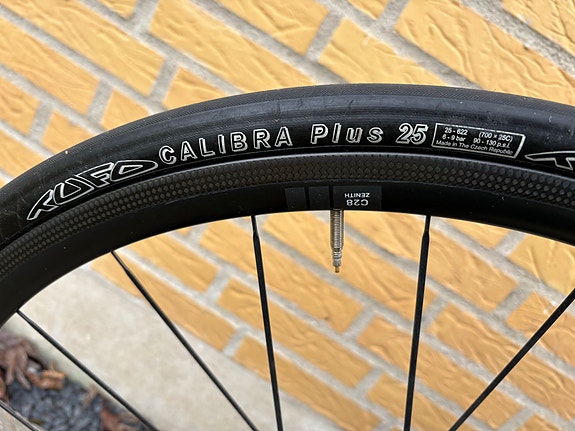 TUFO CALIBRA Plus 25
25 - 622 (700 x 25C)
6 - 9 bar 90 - 130 p.s.i.
Made in The Czech Republic
C28
ZENITH